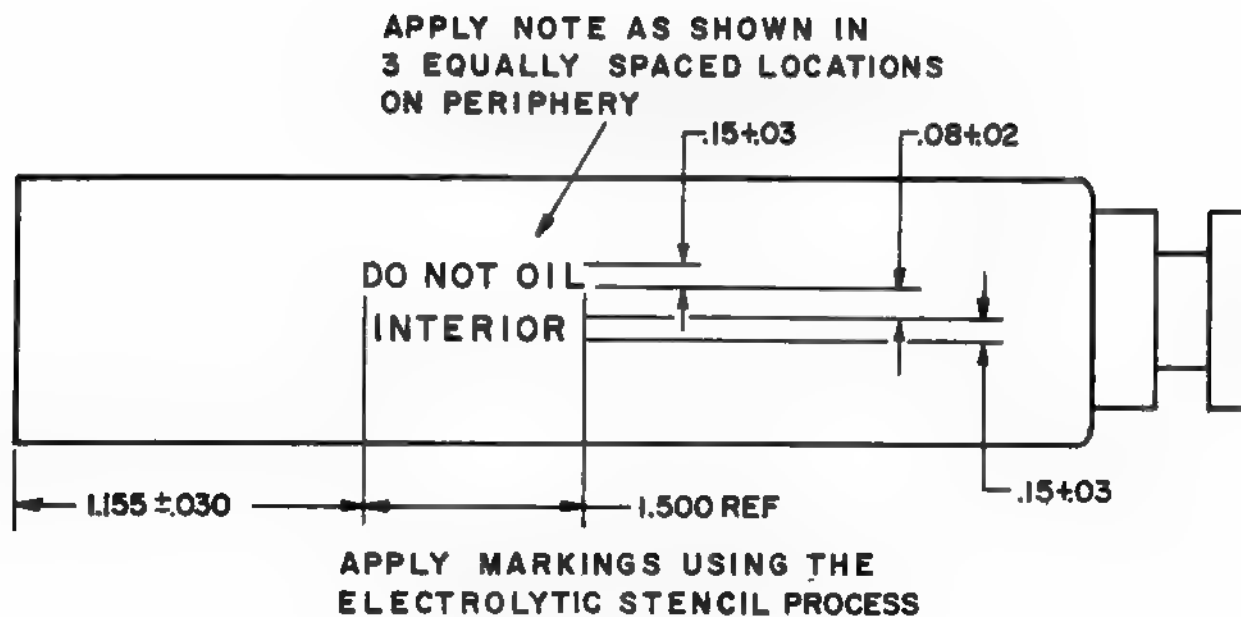 APPLY NOTE AS SHOWN IN
3 EQUALLY SPACED LOCATIONS
ON PERIPHERY
.15±.03
.08±.02
DO NOT OIL
INTERIOR
1.155 ±.030
1.500 REF
.15±.03
APPLY MARKINGS USING THE
ELECTROLYTIC STENCIL PROCESS